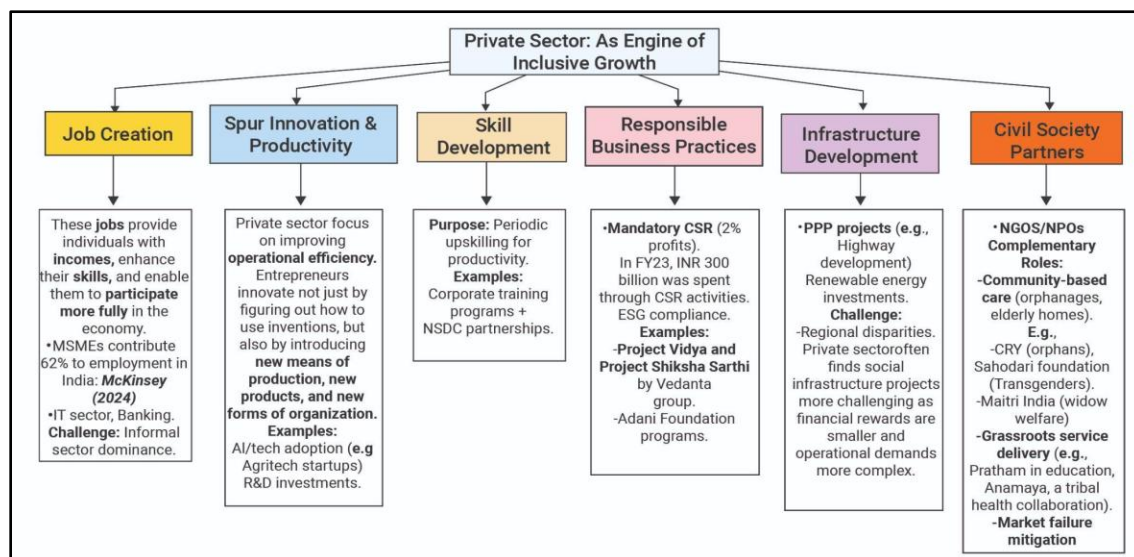 Private Sector: As Engine of
Inclusive Growth
Job Creation
These jobs provide
individuals with
incomes, enhance
their skills, and enable
them to participate
more fully in the
economy.
•MSMEs contribute
62% to employment in
India: McKinsey
(2024)
•IT sector, Banking.
Challenge: Informal
sector dominance.
Spur Innovation &
Productivity
Private sector focus
on improving
operational efficiency.
Entrepreneurs
innovate not just by
figuring out how to
use inventions, but
also by introducing
new means of
production, new
products, and new
forms of organization.
Examples:
AI/tech adoption (e.g
Agritech startups)
R&D investments.
Skill
Development
Purpose: Periodic
upskilling for
productivity.
Examples:
Corporate training
programs +
NSDC partnerships.
Responsible
Business Practices
•Mandatory CSR (2%
profits).
In FY23, INR 300
billion was spent
through CSR activities.
ESG compliance.
Examples:
-Project Vidya and
Project Shiksha Sarthi
by Vedanta
group.
-Adani Foundation
programs.
Infrastructure
Development
•PPP projects (e.g.,
Highway
development)
Renewable energy
investments.
Challenge:
-Regional disparities.
Private sectoroften
finds social
infrastructure projects
more challenging as
financial rewards are
smaller and
operational demands
more complex.
Civil Society
Partners
•NGOS/NPOs
Complementary
Roles:
-Community-based
care (orphanages,
elderly homes).
E.g.,
-CRY (orphans),
Sahodari foundation
(Transgenders).
-Maitri India (widow
welfare)
-Grassroots service
delivery (e.g.,
Pratham in education,
Anamaya, a tribal
health collaboration).
-Market failure
mitigation